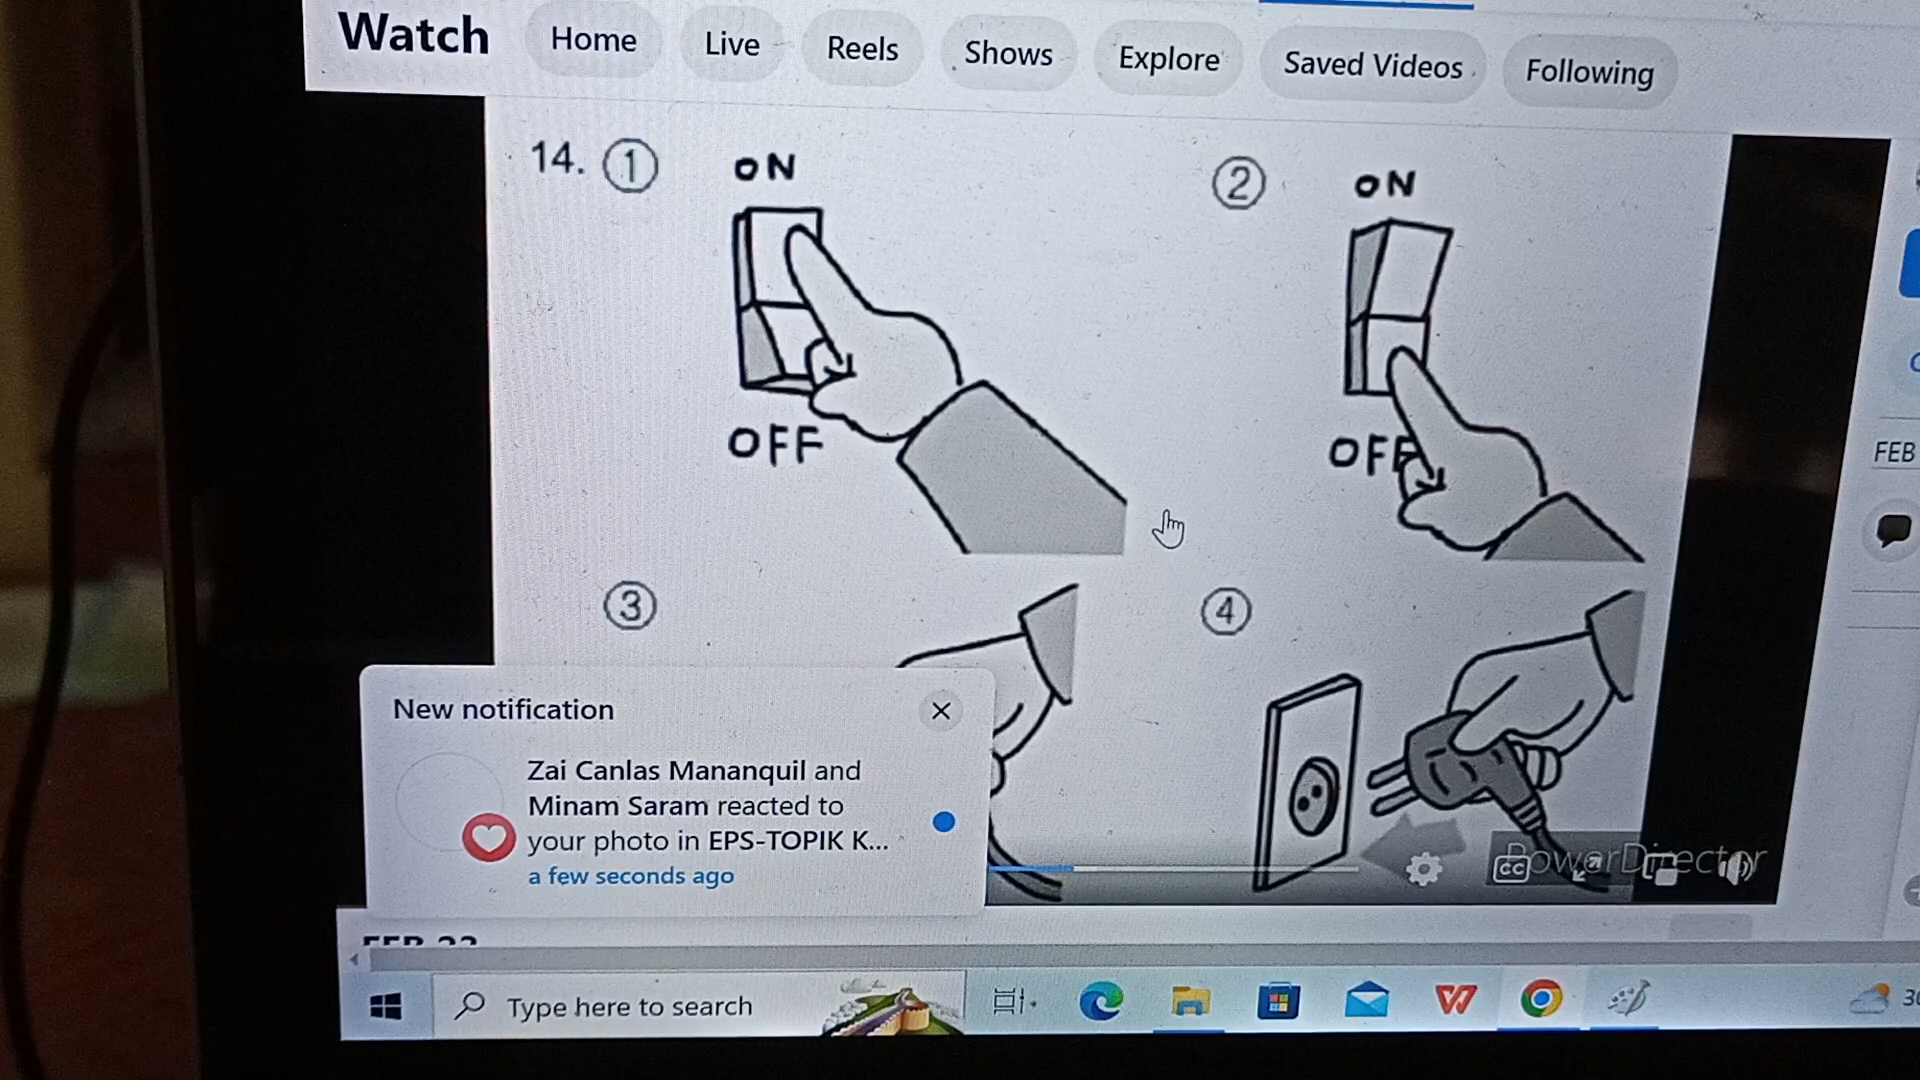 Watch Home Live Reels Shows Explore Saved Videos Following
14. ① ON ② ON
OFF OFF
FEB
③ ④
New notification
Zai Canlas Mananquil and
Minam Saram reacted to
your photo in EPS-TOPIK K...
a few seconds ago
CC PowerDirector
Type here to search